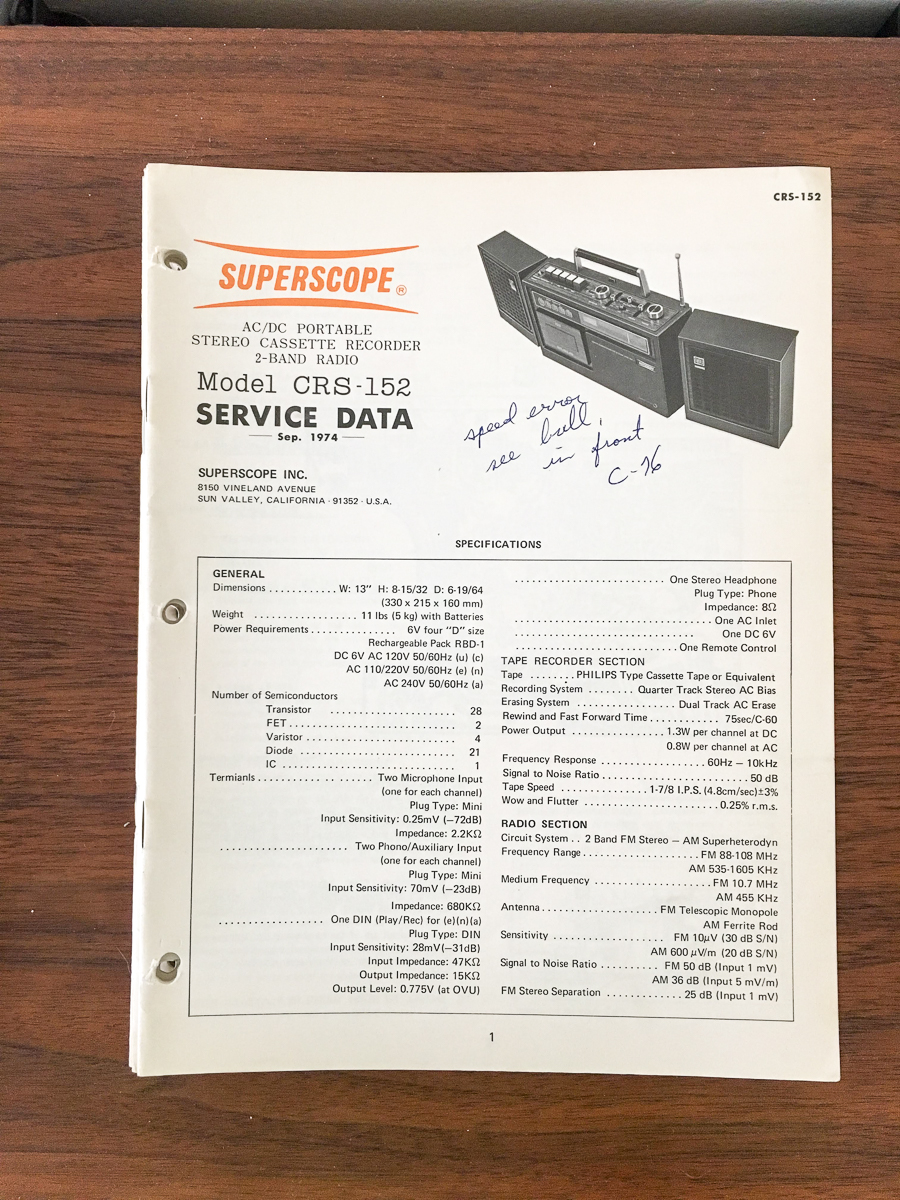 CRS-152
SUPERSCOPE®
AC/DC PORTABLE
STEREO CASSETTE RECORDER
2-BAND RADIO
Model CRS-152
SERVICE DATA
Sep. 1974
speed error
see bull,
in front
C-76
SUPERSCOPE INC.
8150 VINELAND AVENUE
SUN VALLEY, CALIFORNIA · 91352 · U.S.A.
SPECIFICATIONS
GENERAL
Dimensions ............ W: 13" H: 8-15/32 D: 6-19/64
(330 x 215 x 160 mm)
Weight .................. 11 lbs (5 kg) with Batteries
Power Requirements ............... 6V four "D" size
Rechargeable Pack RBD-1
DC 6V AC 120V 50/60Hz (u) (c)
AC 110/220V 50/60Hz (e) (n)
AC 240V 50/60Hz (a)
Number of Semiconductors
Transistor ...................... 28
FET ............................. 2
Varistor .......................... 4
Diode ........................... 21
IC .............................. 1
Termianls .................... Two Microphone Input
(one for each channel)
Plug Type: Mini
Input Sensitivity: 0.25mV (−72dB)
Impedance: 2.2KΩ
...................... Two Phono/Auxiliary Input
(one for each channel)
Plug Type: Mini
Input Sensitivity: 70mV (−23dB)
Impedance: 680KΩ
.................. One DIN (Play/Rec) for (e)(n)(a)
Plug Type: DIN
Input Sensitivity: 28mV(−31dB)
Input Impedance: 47KΩ
Output Impedance: 15KΩ
Output Level: 0.775V (at OVU)
.......................... One Stereo Headphone
Plug Type: Phone
Impedance: 8Ω
.................................. One AC Inlet
............................... One DC 6V
............................ One Remote Control
TAPE RECORDER SECTION
Tape ........ PHILIPS Type Cassette Tape or Equivalent
Recording System ........ Quarter Track Stereo AC Bias
Erasing System ................. Dual Track AC Erase
Rewind and Fast Forward Time ............ 75sec/C-60
Power Output ................ 1.3W per channel at DC
0.8W per channel at AC
Frequency Response .................. 60Hz − 10kHz
Signal to Noise Ratio .......................... 50 dB
Tape Speed ............... 1-7/8 I.P.S. (4.8cm/sec)±3%
Wow and Flutter ....................... 0.25% r.m.s.
RADIO SECTION
Circuit System .. 2 Band FM Stereo − AM Superheterodyn
Frequency Range .................... FM 88-108 MHz
AM 535-1605 KHz
Medium Frequency .................... FM 10.7 MHz
AM 455 KHz
Antenna .................... FM Telescopic Monopole
AM Ferrite Rod
Sensitivity ................... FM 10μV (30 dB S/N)
AM 600 μV/m (20 dB S/N)
Signal to Noise Ratio .......... FM 50 dB (Input 1 mV)
AM 36 dB (Input 5 mV/m)
FM Stereo Separation ............. 25 dB (Input 1 mV)
1